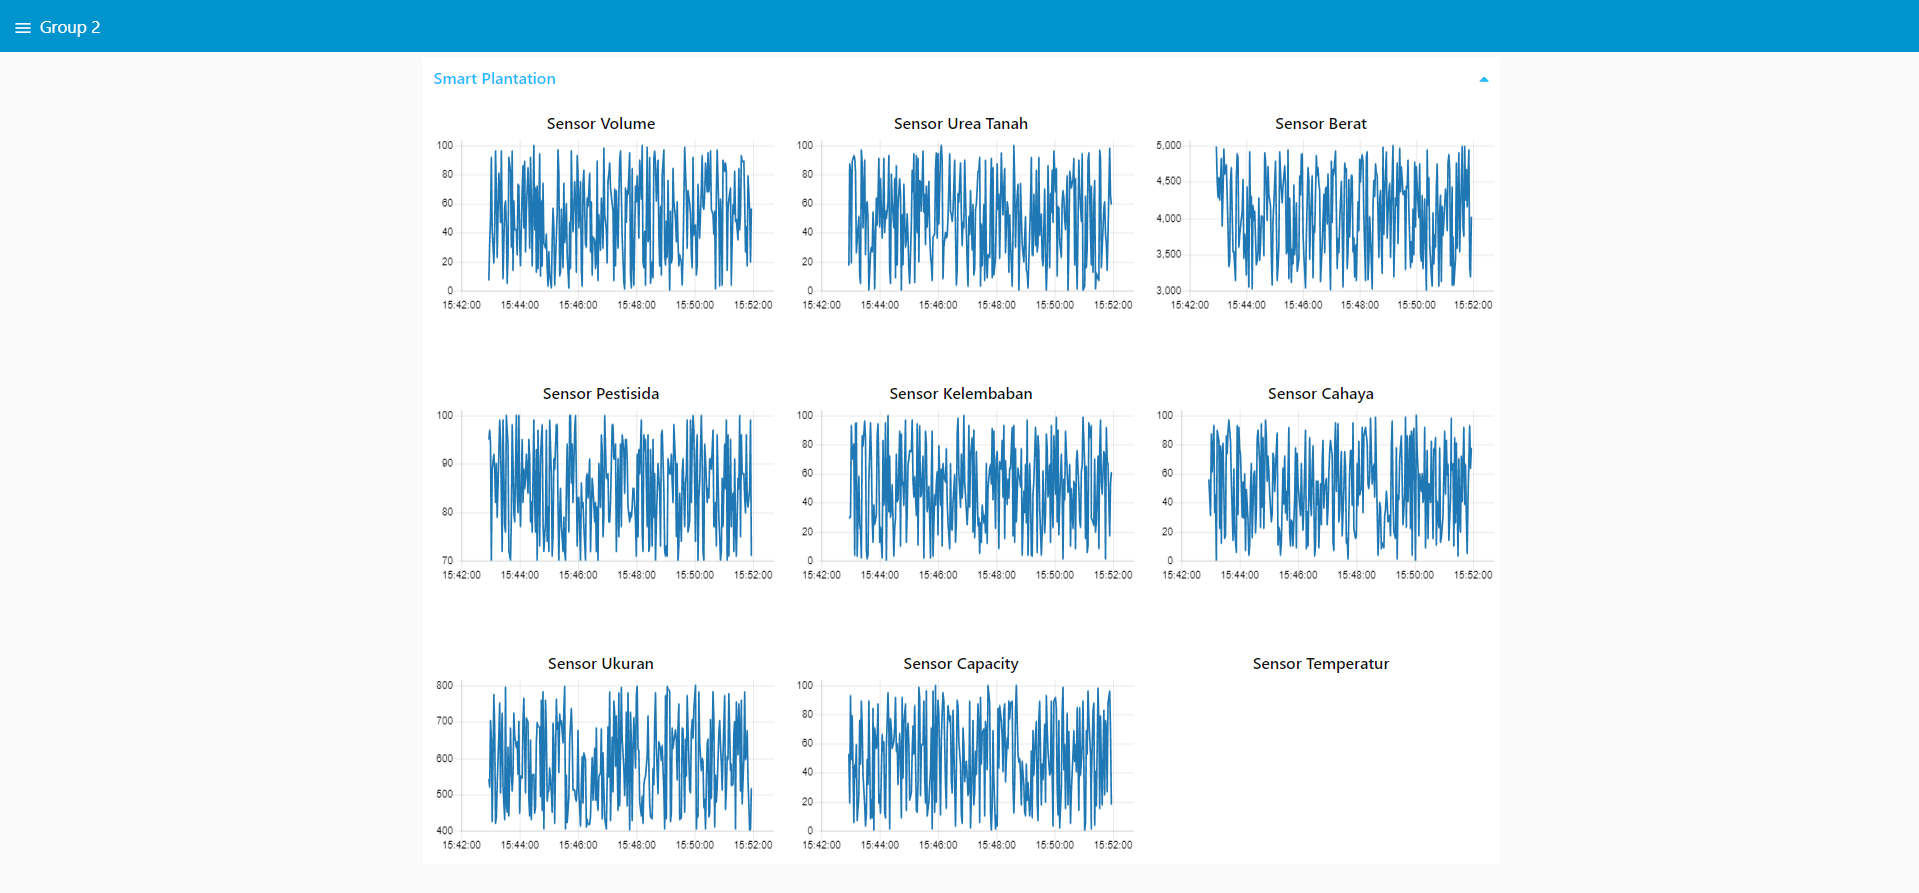 Group 2
Smart Plantation
Sensor Volume
100
80
60
40
20
0
15:42:00 15:44:00 15:46:00 15:48:00 15:50:00 15:52:00
Sensor Urea Tanah
100
80
60
40
20
0
15:42:00 15:44:00 15:46:00 15:48:00 15:50:00 15:52:00
Sensor Berat
5,000
4,500
4,000
3,500
3,000
15:42:00 15:44:00 15:46:00 15:48:00 15:50:00 15:52:00
Sensor Pestisida
100
90
80
70
15:42:00 15:44:00 15:46:00 15:48:00 15:50:00 15:52:00
Sensor Kelembaban
100
80
60
40
20
0
15:42:00 15:44:00 15:46:00 15:48:00 15:50:00 15:52:00
Sensor Cahaya
100
80
60
40
20
0
15:42:00 15:44:00 15:46:00 15:48:00 15:50:00 15:52:00
Sensor Ukuran
800
700
600
500
400
15:42:00 15:44:00 15:46:00 15:48:00 15:50:00 15:52:00
Sensor Capacity
100
80
60
40
20
0
15:42:00 15:44:00 15:46:00 15:48:00 15:50:00 15:52:00
Sensor Temperatur